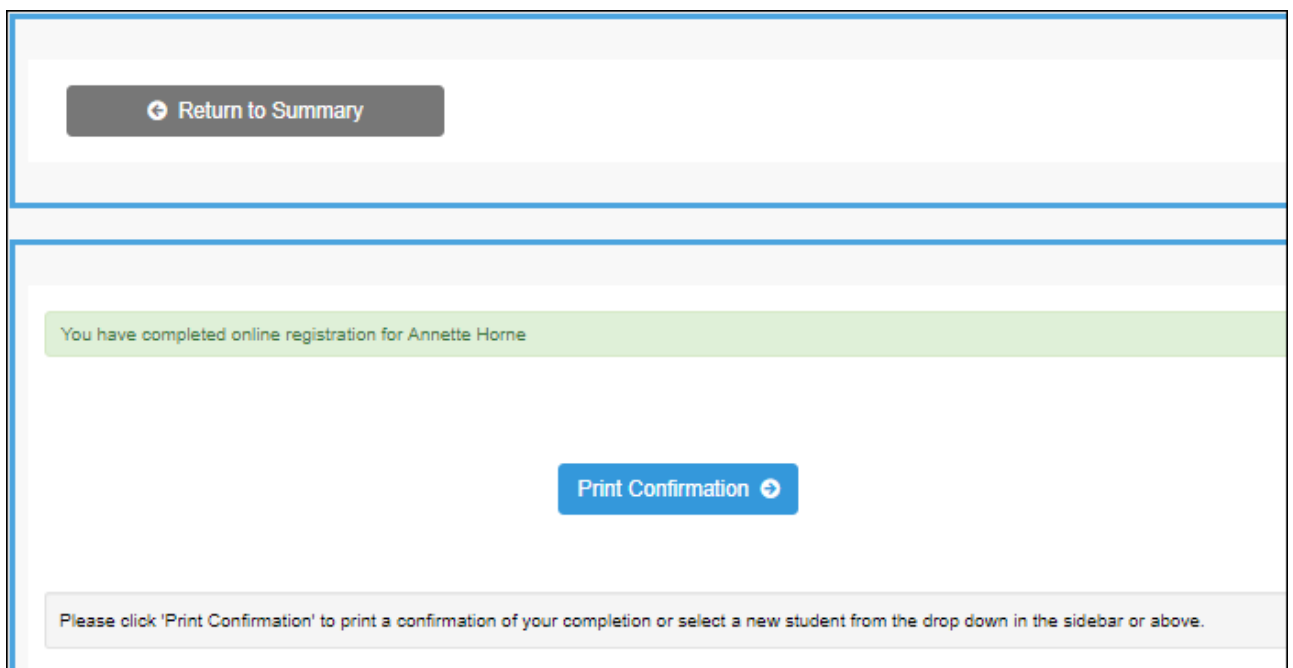 Return to Summary
You have completed online registration for Annette Horne
Print Confirmation
Please click 'Print Confirmation' to print a confirmation of your completion or select a new student from the drop down in the sidebar or above.